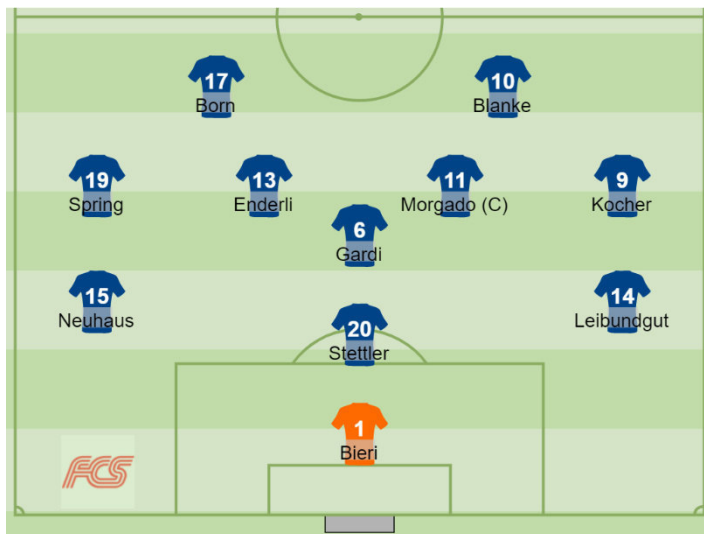 17
Born
10
Blanke
19
Spring
13
Enderli
11
Morgado (C)
9
Kocher
6
Gardi
15
Neuhaus
14
Leibundgut
20
Stettler
1
Bieri
FCS